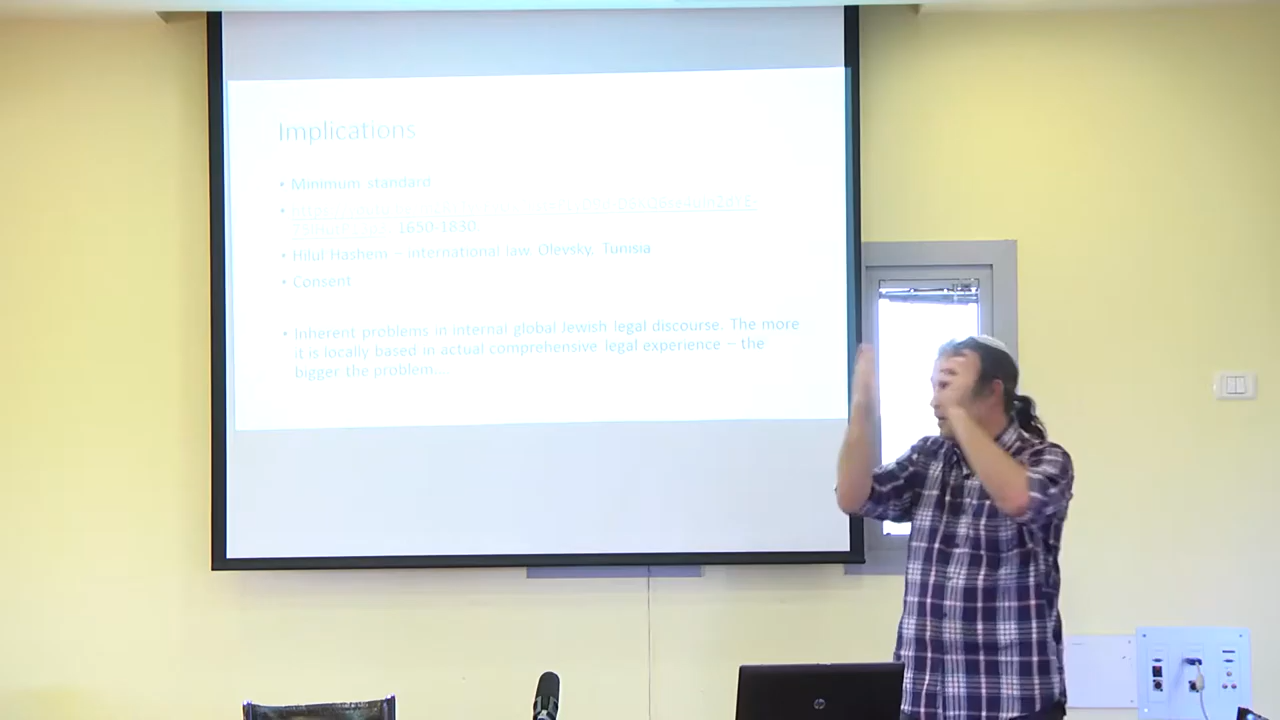 Implications
• Minimum standard
• 
1650-1830.
• Hilul Hashem – international law Olevsky, Tunisia
• Consent
• Inherent problems in internal global Jewish legal discourse. The more
it is locally based in actual comprehensive legal experience – the
bigger the problem...
hp